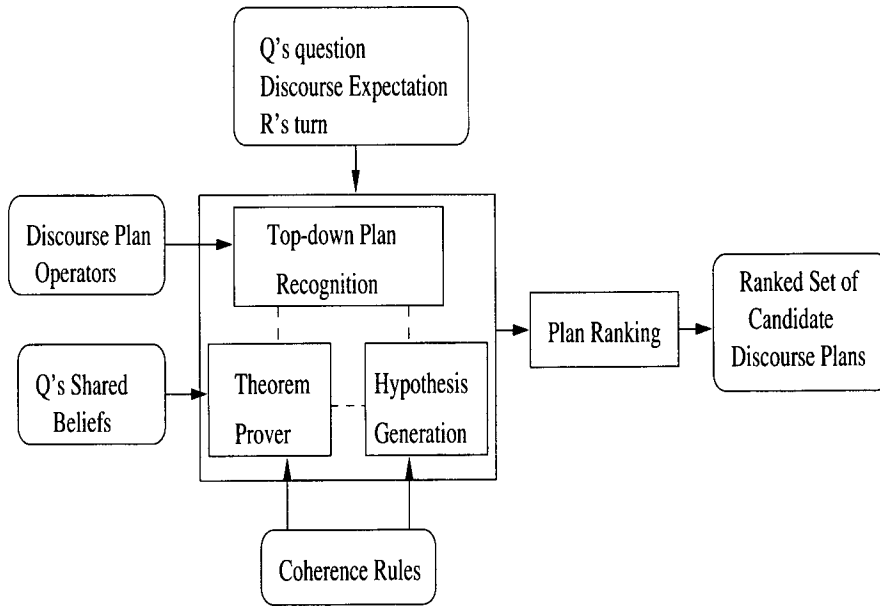 Q's question
Discourse Expectation
R's turn
Discourse Plan
Operators
Top-down Plan
Recognition
Ranked Set of
Candidate
Discourse Plans
Plan Ranking
Q's Shared
Beliefs
Theorem
Prover
Hypothesis
Generation
Coherence Rules